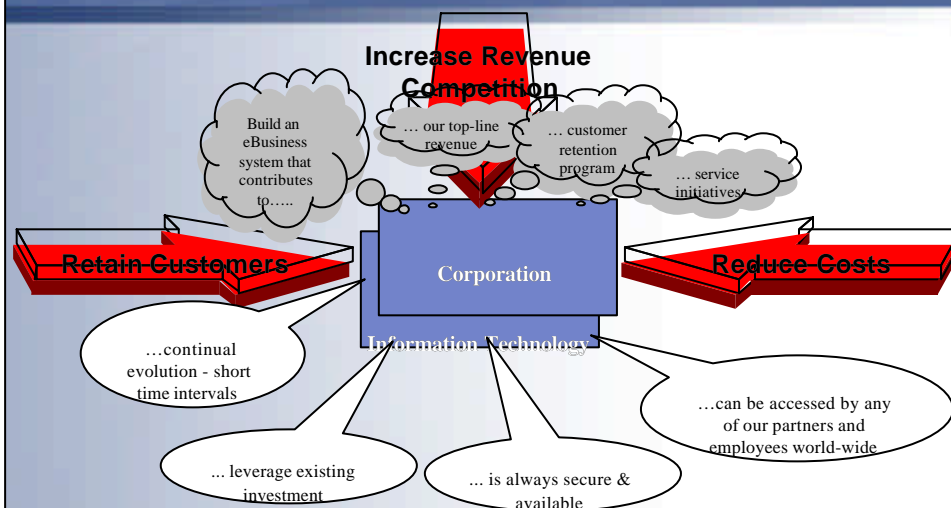 Increase Revenue
Competition
Build an
eBusiness
system that
contributes
to…..
… our top-line
revenue
… customer
retention
program
… service
initiatives
Retain Customers
Corporation
Reduce Costs
Information Technology
…continual
evolution - short
time intervals
... leverage existing
investment
... is always secure &
available
…can be accessed by any
of our partners and
employees world-wide